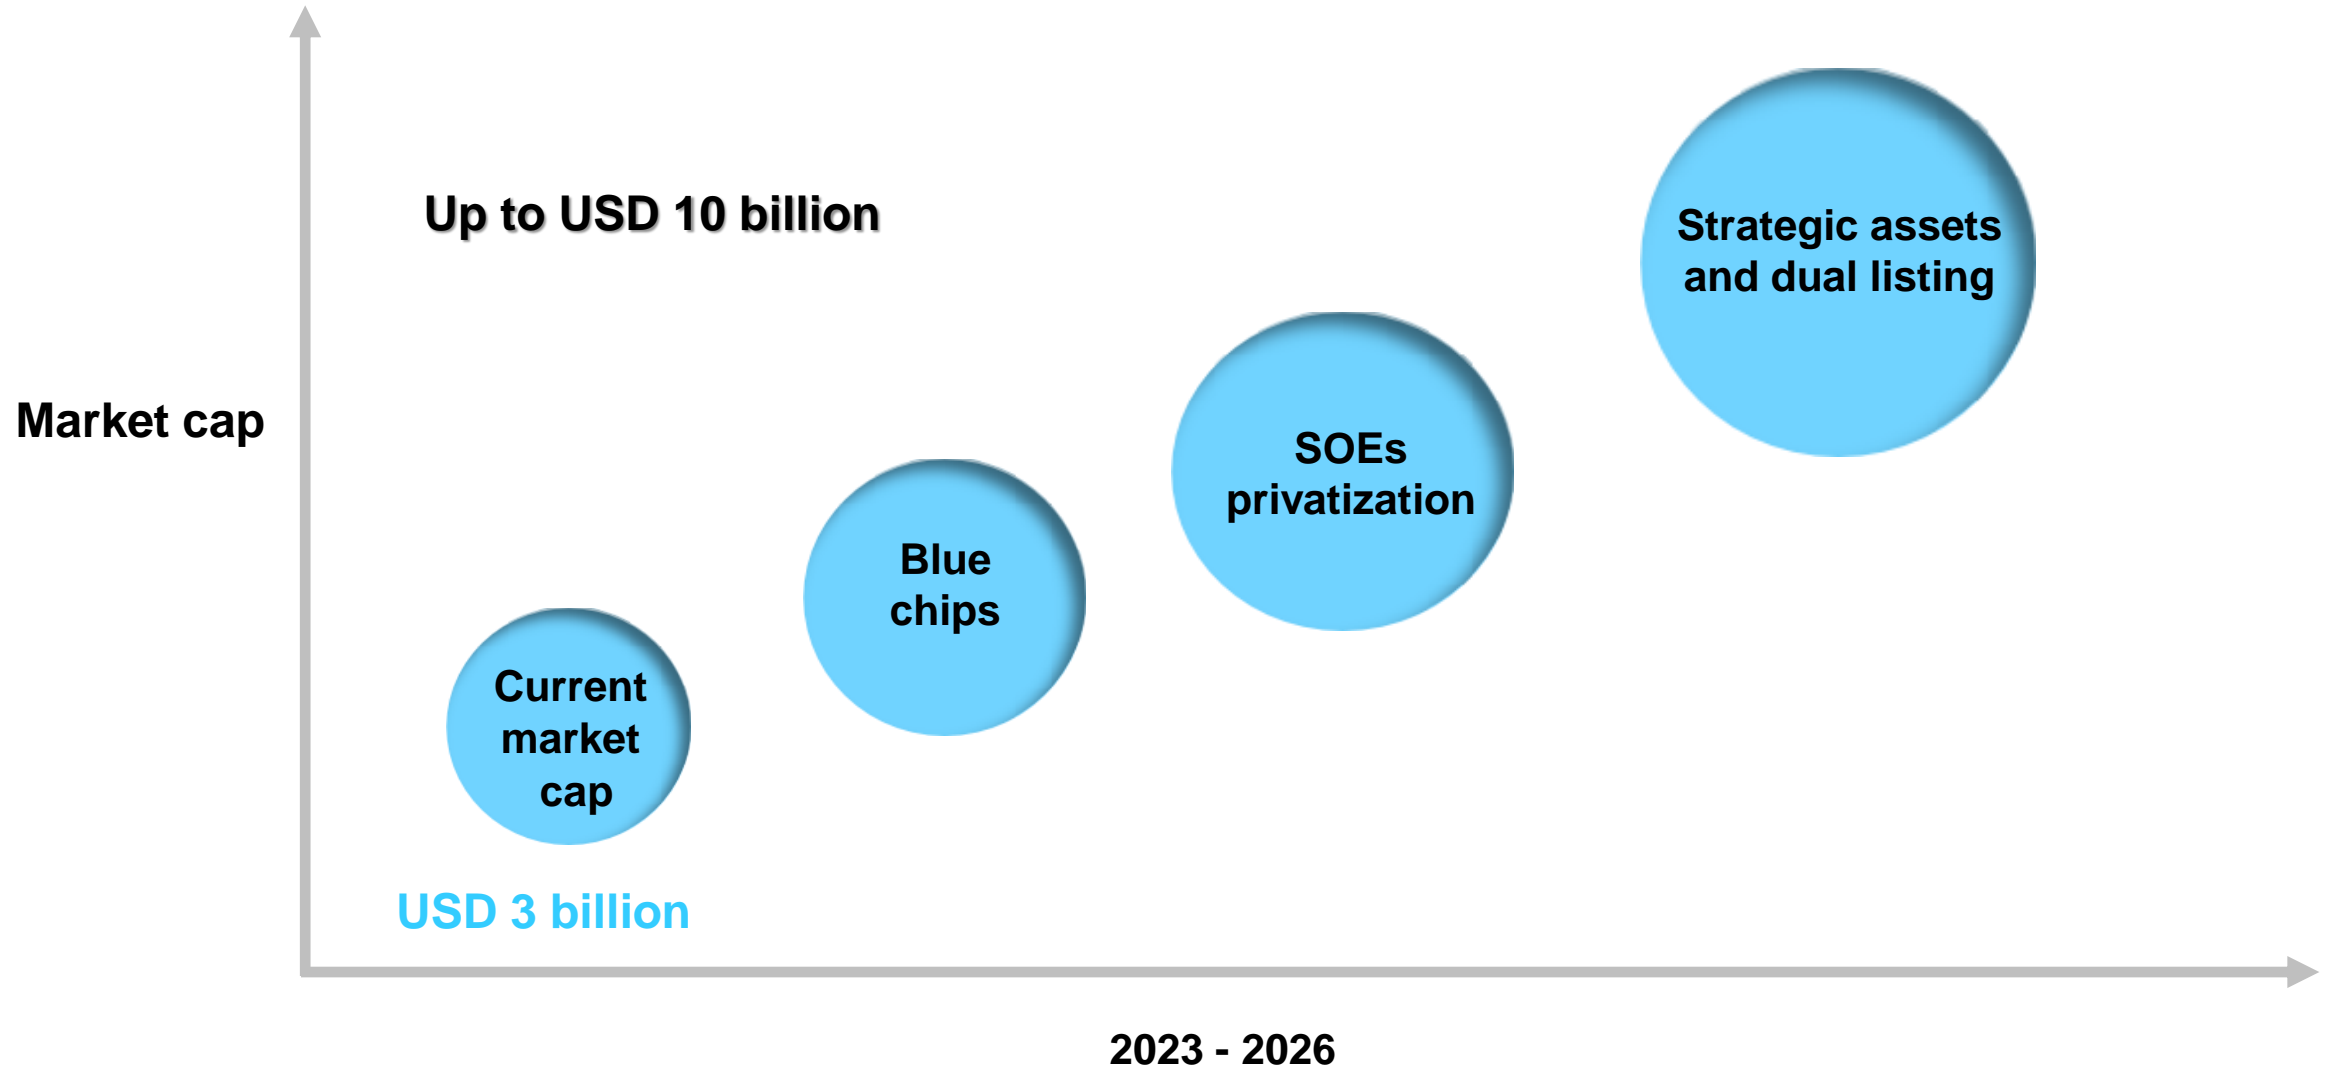 Up to USD 10 billion
Strategic assets
and dual listing
Market cap
SOEs
privatization
Blue
chips
Current
market
cap
USD 3 billion
2023 - 2026